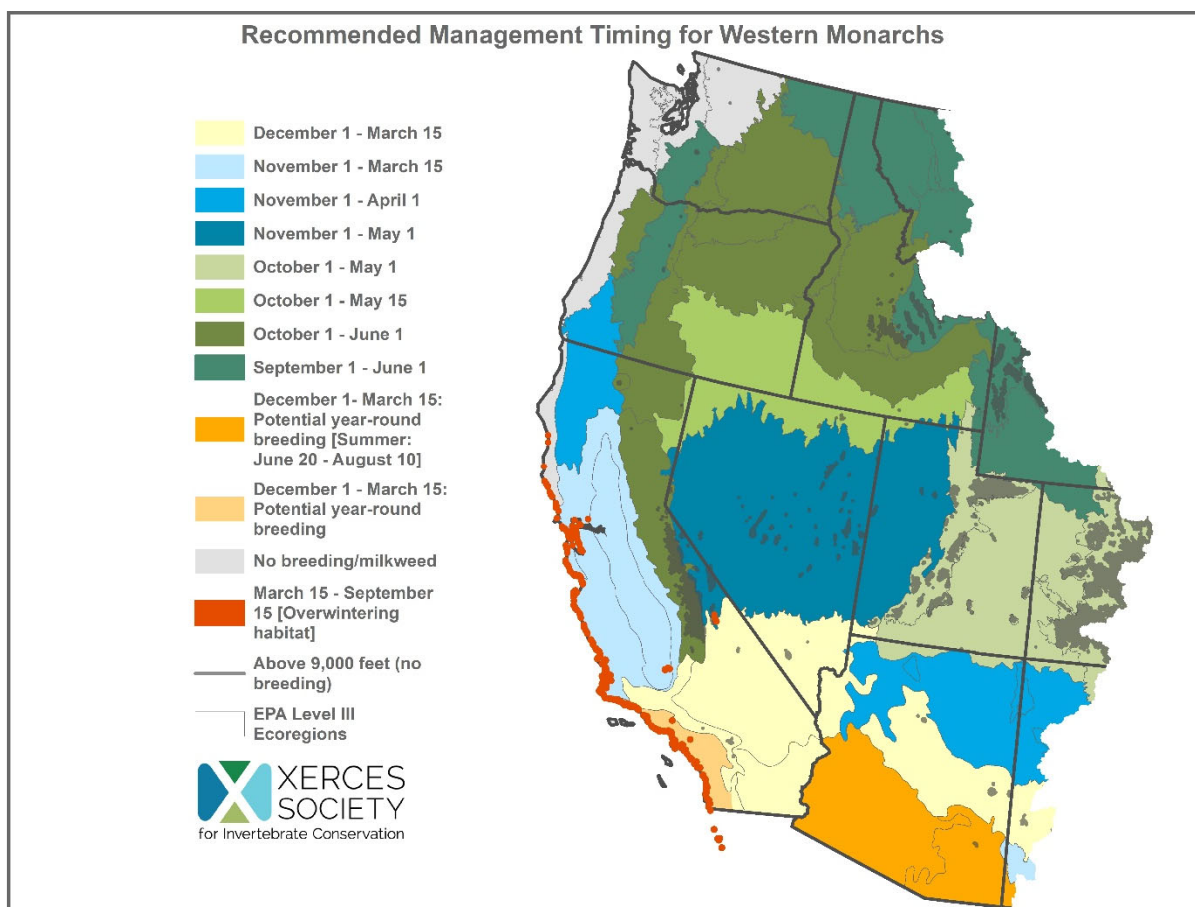 Recommended Management Timing for Western Monarchs
December 1 - March 15
November 1 - March 15
November 1 - April 1
November 1 - May 1
October 1 - May 1
October 1 - May 15
October 1 - June 1
September 1 - June 1
December 1- March 15:
Potential year-round
breeding [Summer:
June 20 - August 10]
December 1 - March 15:
Potential year-round
breeding
No breeding/milkweed
March 15 - September
15 [Overwintering
habitat]
Above 9,000 feet (no
breeding)
EPA Level III
Ecoregions
XERCES
SOCIETY
for Invertebrate Conservation